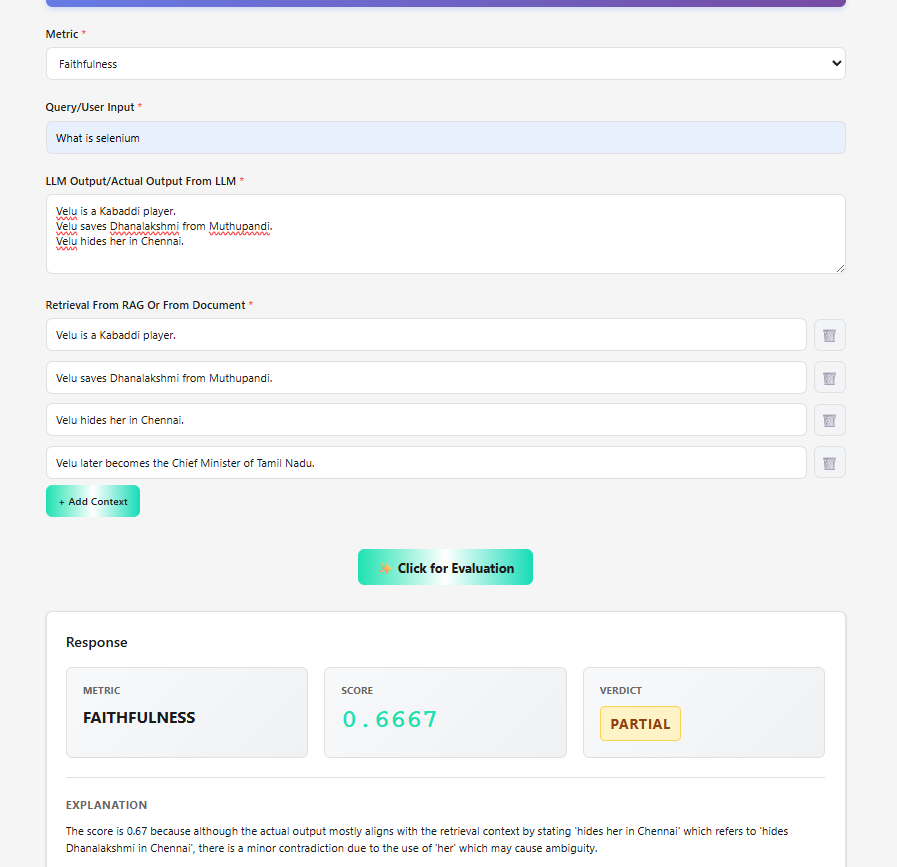 Metric *
Faithfulness
Query/User Input *
What is selenium
LLM Output/Actual Output From LLM *
Velu is a Kabaddi player.
Velu saves Dhanalakshmi from Muthupandi.
Velu hides her in Chennai.
Retrieval From RAG Or From Document *
Velu is a Kabaddi player.
Velu saves Dhanalakshmi from Muthupandi.
Velu hides her in Chennai.
Velu later becomes the Chief Minister of Tamil Nadu.
+ Add Context
✨ Click for Evaluation
Response
METRIC
FAITHFULNESS
SCORE
0.6667
VERDICT
PARTIAL
EXPLANATION
The score is 0.67 because although the actual output mostly aligns with the retrieval context by stating 'hides her in Chennai' which refers to 'hides
Dhanalakshmi in Chennai', there is a minor contradiction due to the use of 'her' which may cause ambiguity.